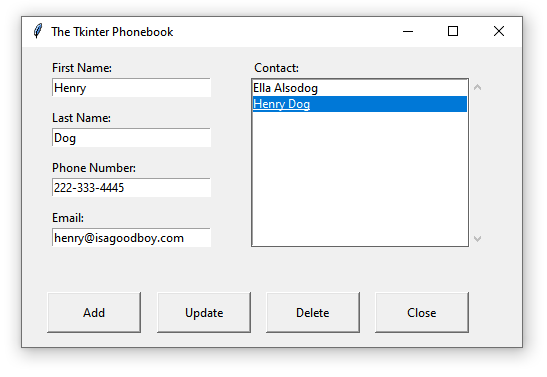 The Tkinter Phonebook
First Name:
Henry
Last Name:
Dog
Phone Number:
222-333-4445
Email:
henry@isagoodboy.com
Contact:
Ella Alsodog
Henry Dog
Add Update Delete Close